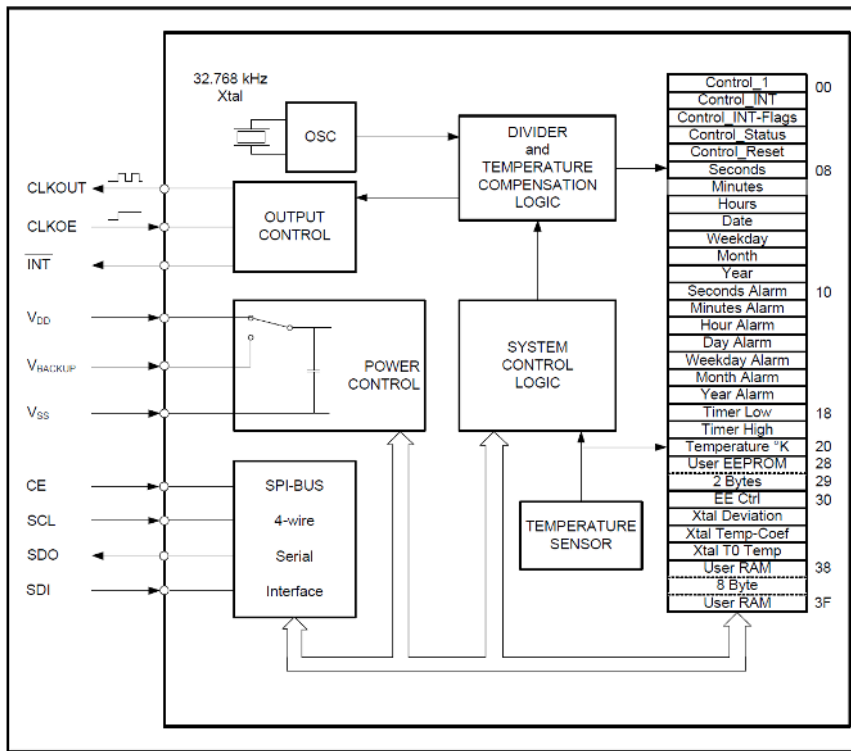 32.768 kHz
Xtal
OSC
DIVIDER
and
TEMPERATURE
COMPENSATION
LOGIC
CLKOUT
CLKOE
INT
OUTPUT
CONTROL
VDD
VBACKUP
VSS
POWER
CONTROL
SYSTEM
CONTROL
LOGIC
CE
SCL
SDO
SDI
SPI-BUS
4-wire
Serial
Interface
TEMPERATURE
SENSOR
Control_1 00
Control_INT
Control_INT-Flags
Control_Status
Control_Reset
Seconds 08
Minutes
Hours
Date
Weekday
Month
Year
Seconds Alarm 10
Minutes Alarm
Hour Alarm
Day Alarm
Weekday Alarm
Month Alarm
Year Alarm
Timer Low 18
Timer High
Temperature °K 20
User EEPROM 28
2 Bytes 29
EE Ctrl 30
Xtal Deviation
Xtal Temp-Coef
Xtal T0 Temp
User RAM 38
8 Byte
User RAM 3F